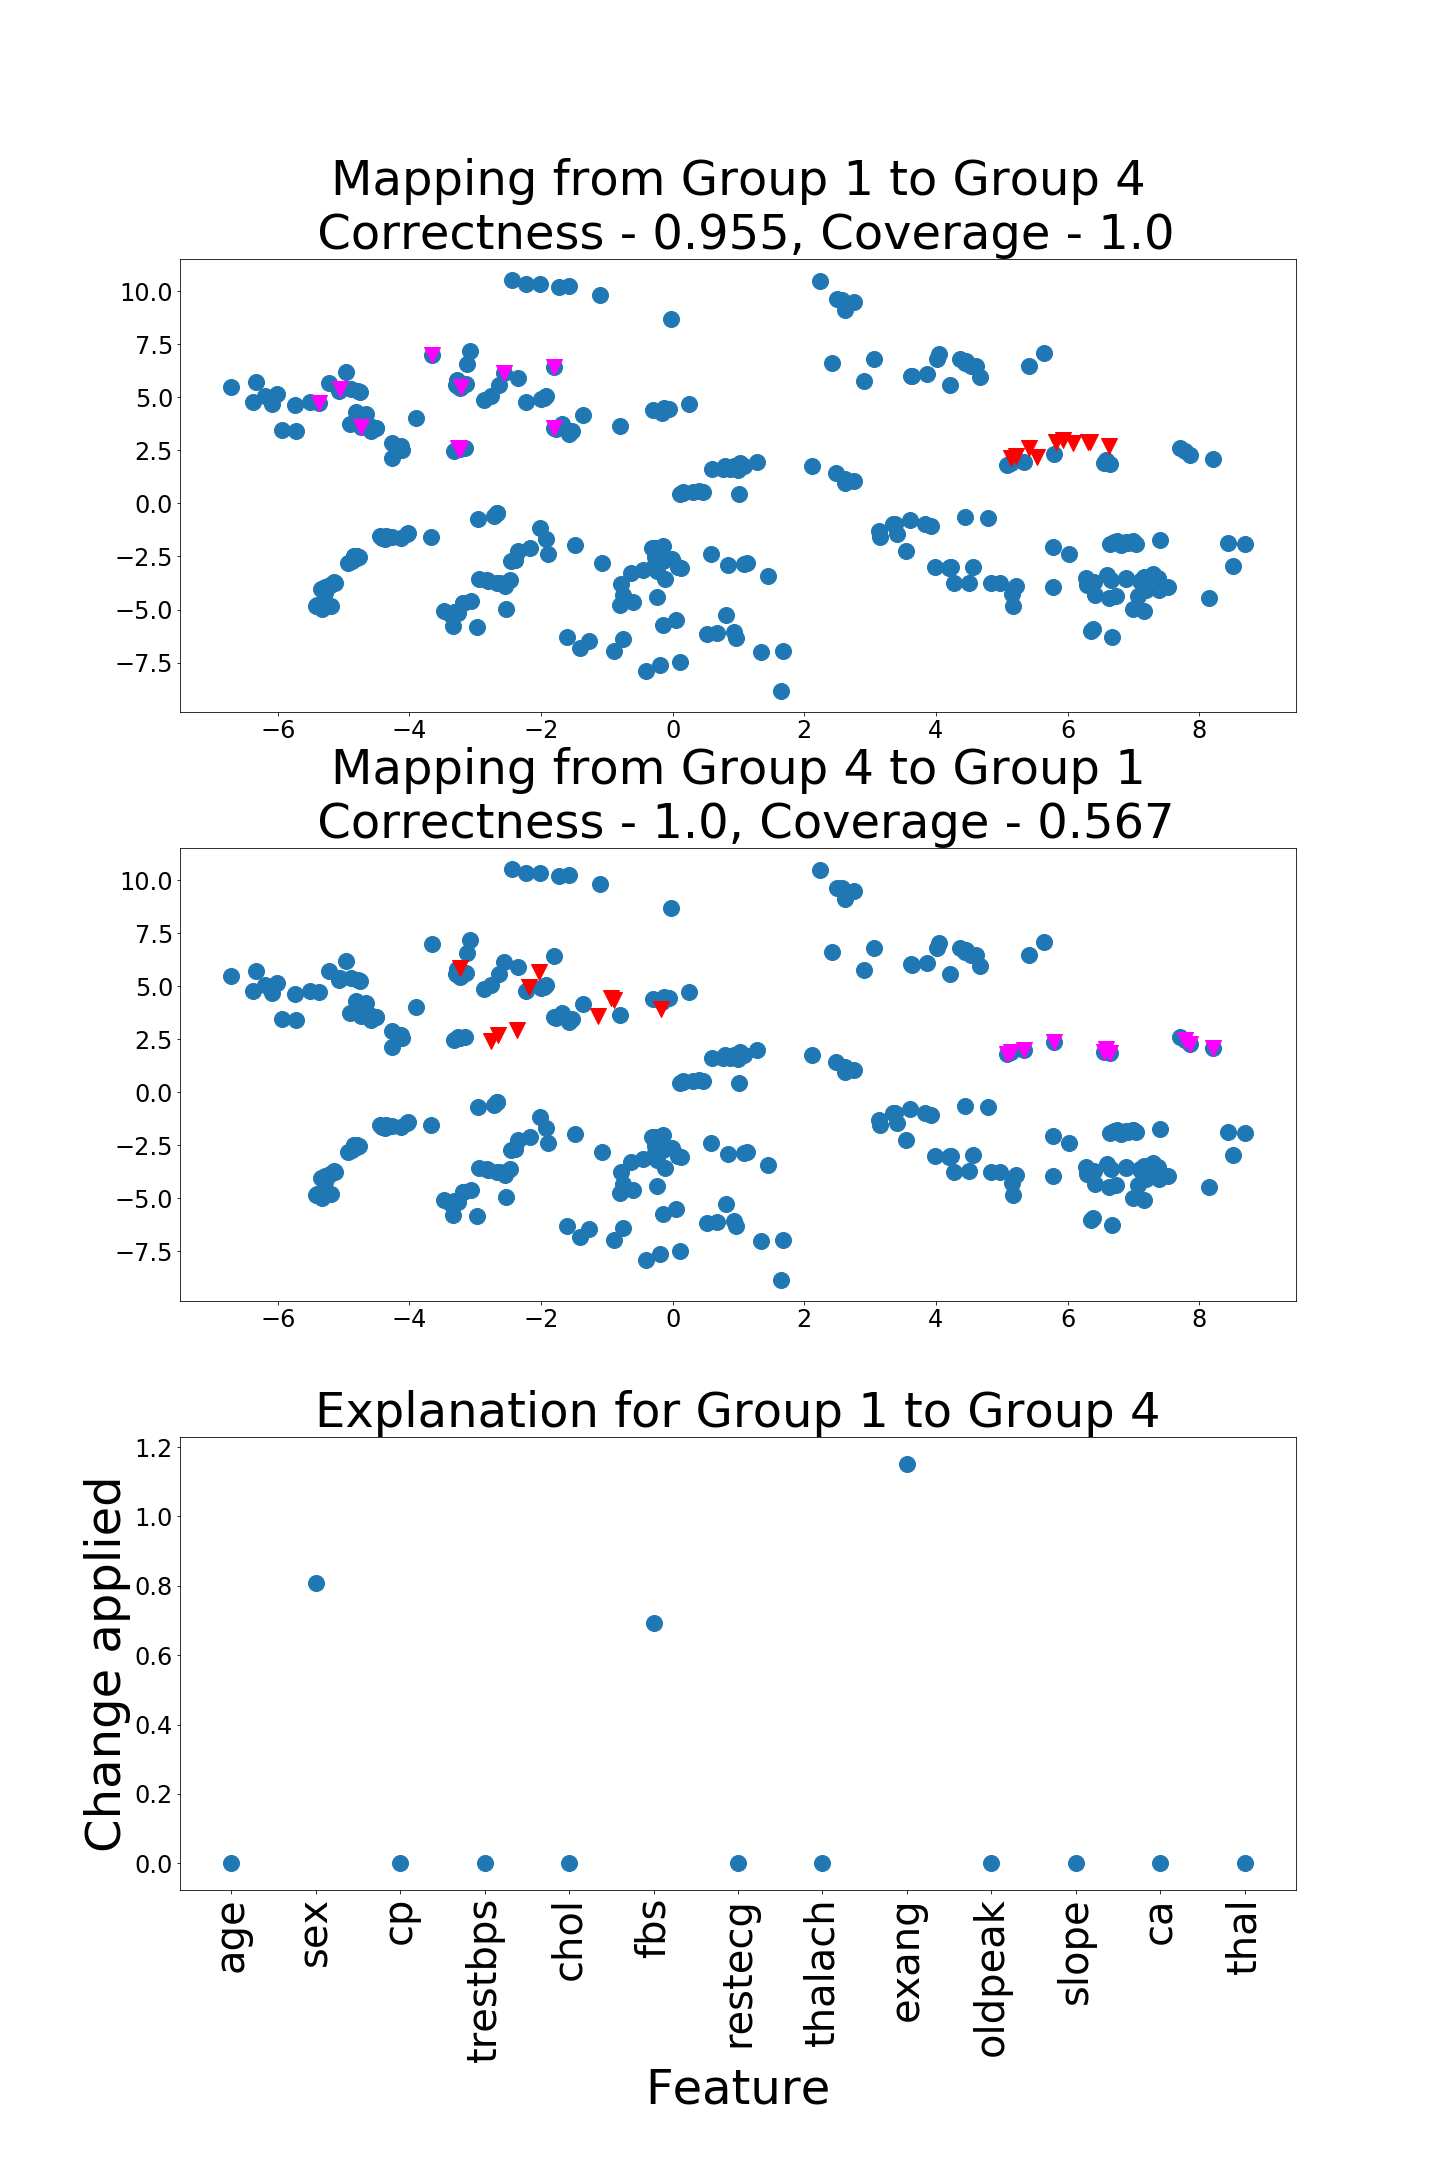 Mapping from Group 1 to Group 4
Correctness - 0.955, Coverage - 1.0
10.0
7.5
5.0
2.5
0.0
−2.5
−5.0
−7.5
−6 −4 −2 0 2 4 6 8
Mapping from Group 4 to Group 1
Correctness - 1.0, Coverage - 0.567
10.0
7.5
5.0
2.5
0.0
−2.5
−5.0
−7.5
−6 −4 −2 0 2 4 6 8
Explanation for Group 1 to Group 4
Change applied
1.2
1.0
0.8
0.6
0.4
0.2
0.0
age sex cp trestbps chol fbs restecg thalach exang oldpeak slope ca thal
Feature